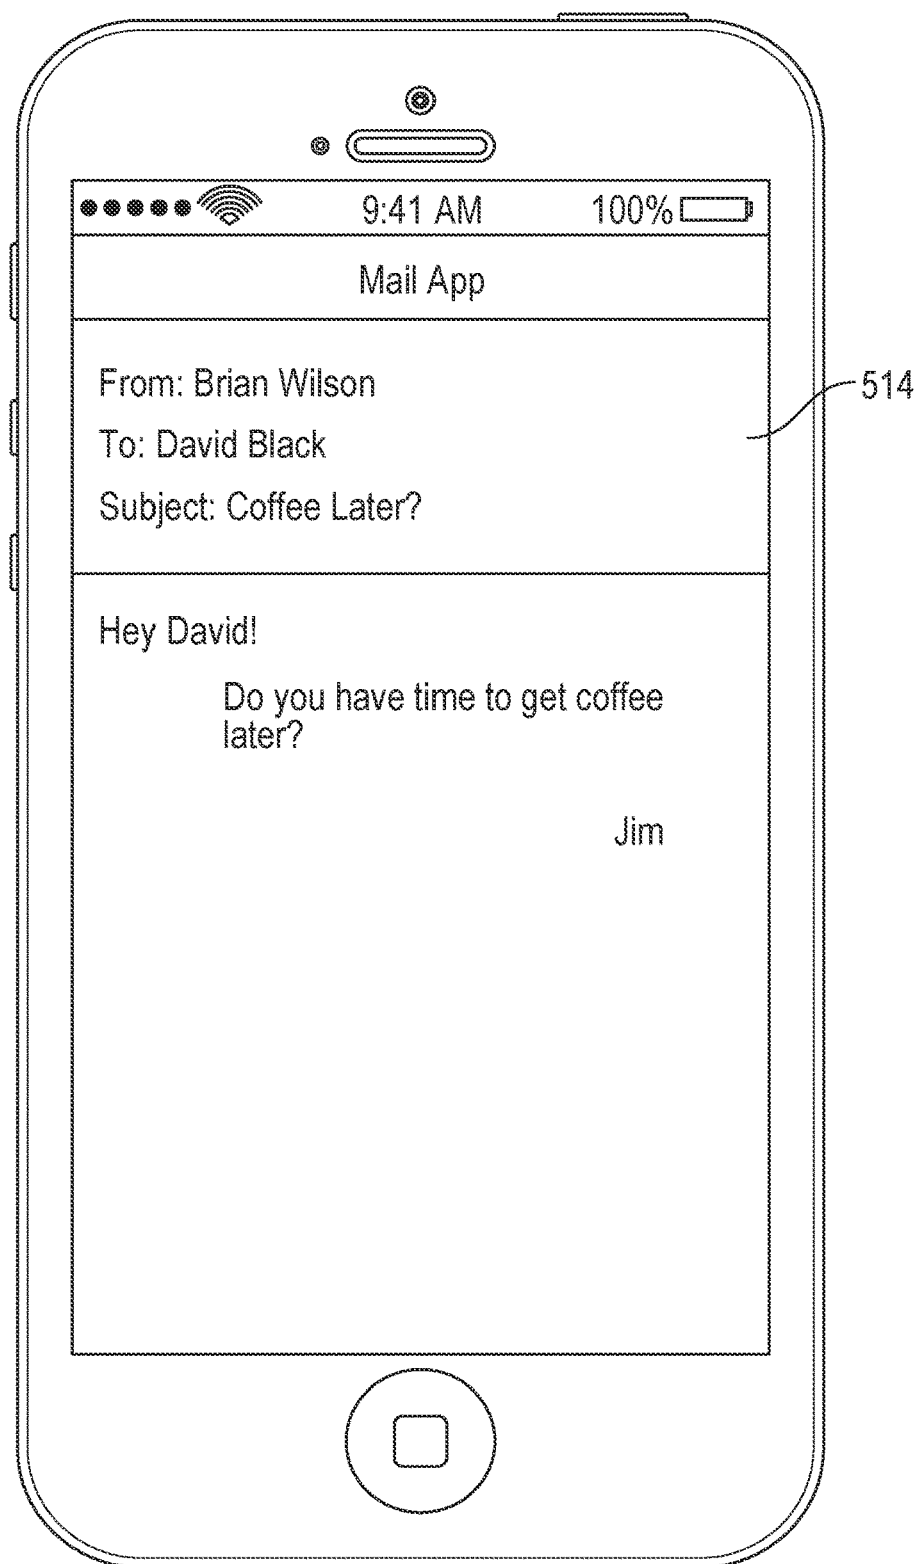 9:41 AM 100%
Mail App
From: Brian Wilson
514
To: David Black
Subject: Coffee Later?
Hey David!
Do you have time to get coffee
later?
Jim